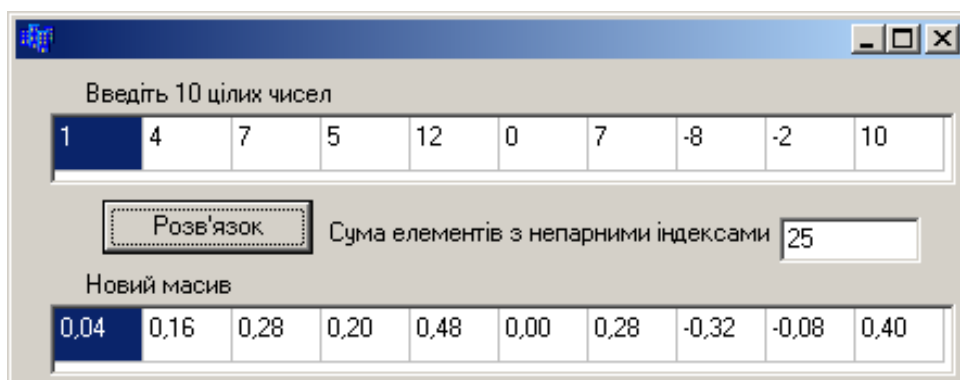 Введіть 10 цілих чисел
1 4 7 5 12 0 7 -8 -2 10
Розв'язок Сума елементів з непарними індексами 25
Новий масив
0,04 0,16 0,28 0,20 0,48 0,00 0,28 -0,32 -0,08 0,40